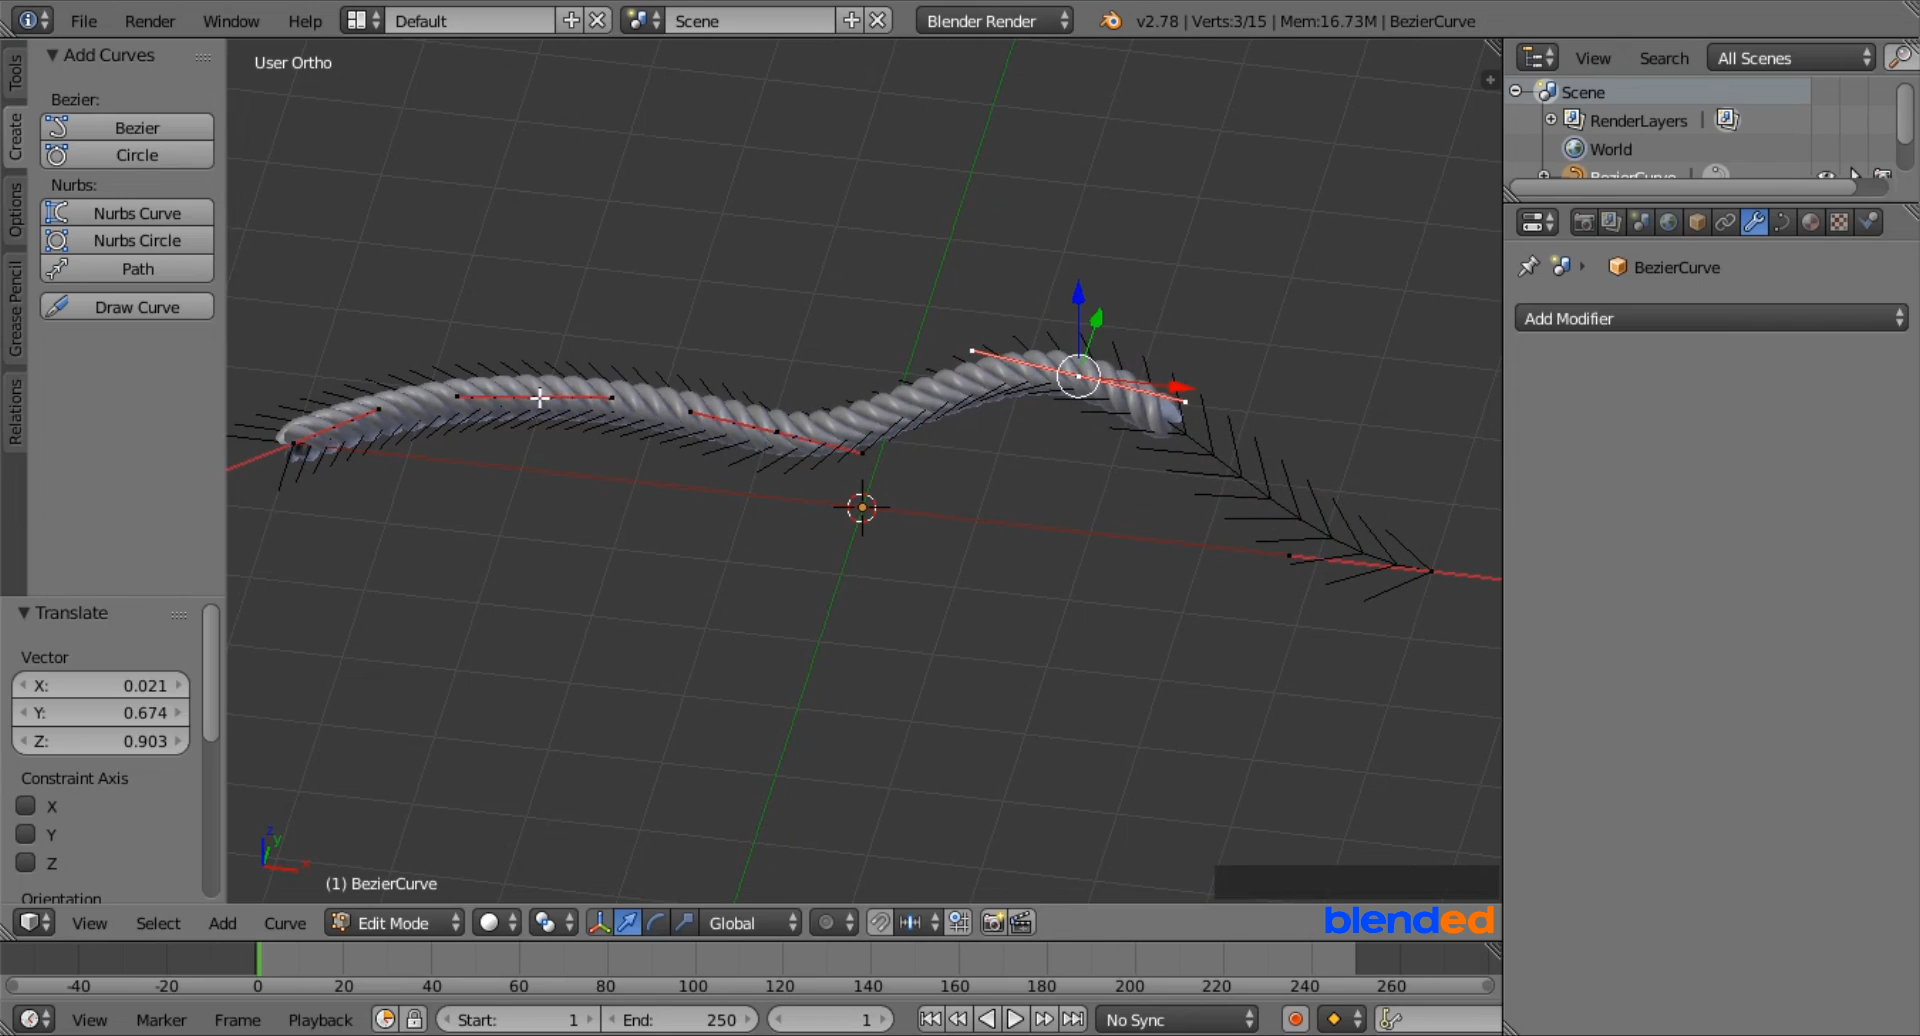 File Render Window Help Default Scene Blender Render v2.78 | Verts:3/15 | Mem:16.73M | BezierCurve
Tools
Create
Options
Grease Pencil
Relations
Add Curves
Bezier:
Bezier
Circle
Nurbs:
Nurbs Curve
Nurbs Circle
Path
Draw Curve
Translate
Vector
X: 0.021
Y: 0.674
Z: 0.903
Constraint Axis
X
Y
Z
Orientation
User Ortho
z
y
x
(1) BezierCurve
View Search All Scenes
Scene
RenderLayers
World
BezierCurve
BezierCurve
Add Modifier
View Select Add Curve Edit Mode Global
blended
-40 -20 0 20 40 60 80 100 120 140 160 180 200 220 240 260
View Marker Frame Playback Start: 1 End: 250 1 No Sync